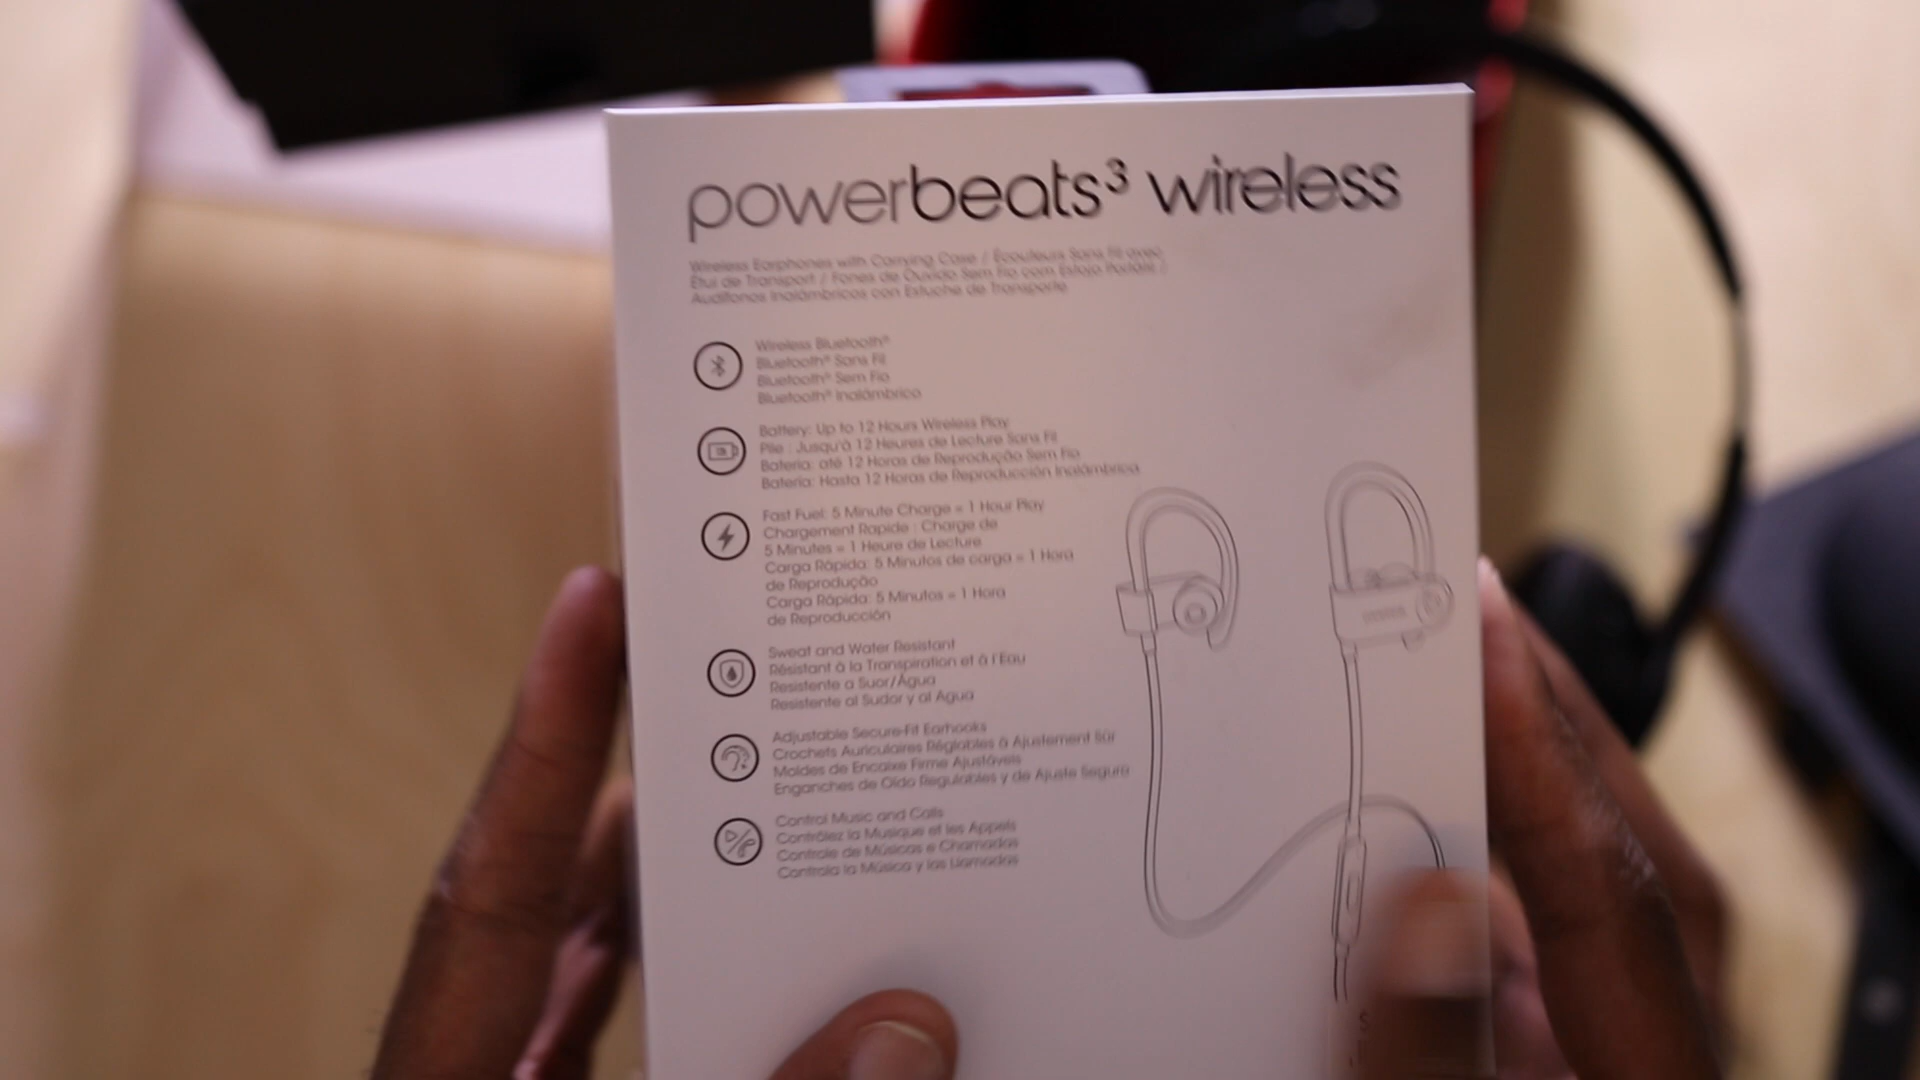 powerbeats³ wireless
Wireless Earphones with Carrying Case / Écouteurs Sans fil avec
Étui de Transport / Fones de Ouvido Sem Fio com Estojo Portátil /
Audífonos Inalámbricos con Estuche de Transporte
Wireless Bluetooth®
Bluetooth® Sans Fil
Bluetooth® Sem Fio
Bluetooth® Inalámbrico
Battery: Up to 12 Hours Wireless Play
Pile : Jusqu'à 12 Heures de Lecture Sans Fil
Bateria: até 12 Horas de Reprodução Sem Fio
Batería: Hasta 12 Horas de Reproducción Inalámbrica
Fast Fuel: 5 Minute Charge = 1 Hour Play
Chargement Rapide : Charge de
5 Minutes = 1 Heure de Lecture
Carga Rápida: 5 Minutos de carga = 1 Hora
de Reprodução
Carga Rápida: 5 Minutos = 1 Hora
de Reproducción
Sweat and Water Resistant
Résistant à la Transpiration et à l'Eau
Resistente a Suor/Água
Resistente al Sudor y al Agua
Adjustable Secure-Fit Earhooks
Crochets Auriculaires Réglables à Ajustement Sûr
Moldes de Encaixe Firme Ajustáveis
Enganches de Oído Regulables y de Ajuste Seguro
Control Music and Calls
Contrôlez la Musique et les Appels
Controle de Músicas e Chamadas
Controla la Música y las Llamadas